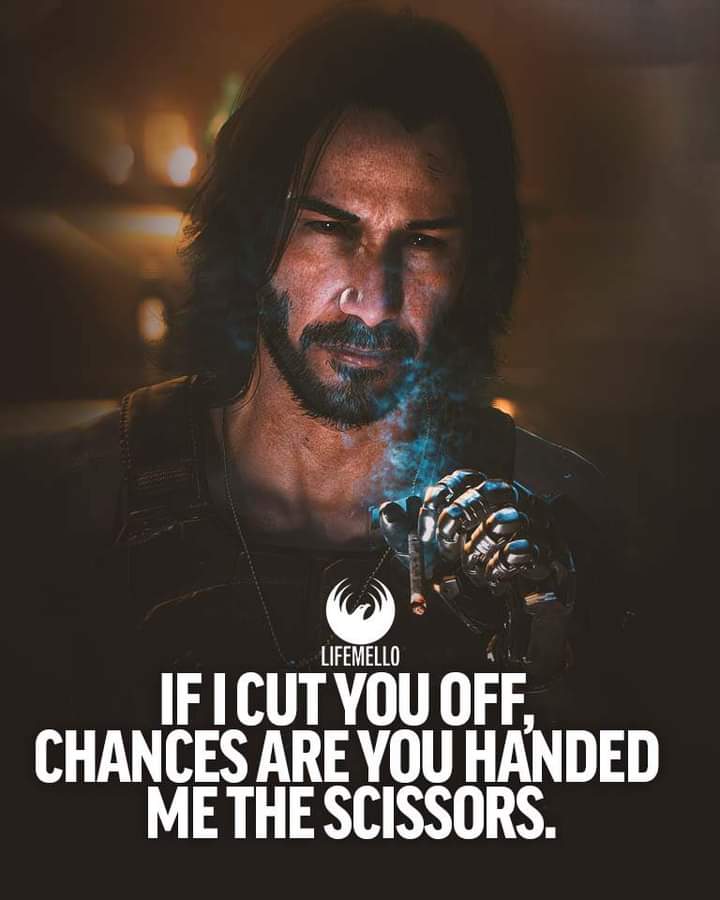 LIFEMELLO
IF I CUT YOU OFF,
CHANCES ARE YOU HANDED
ME THE SCISSORS.